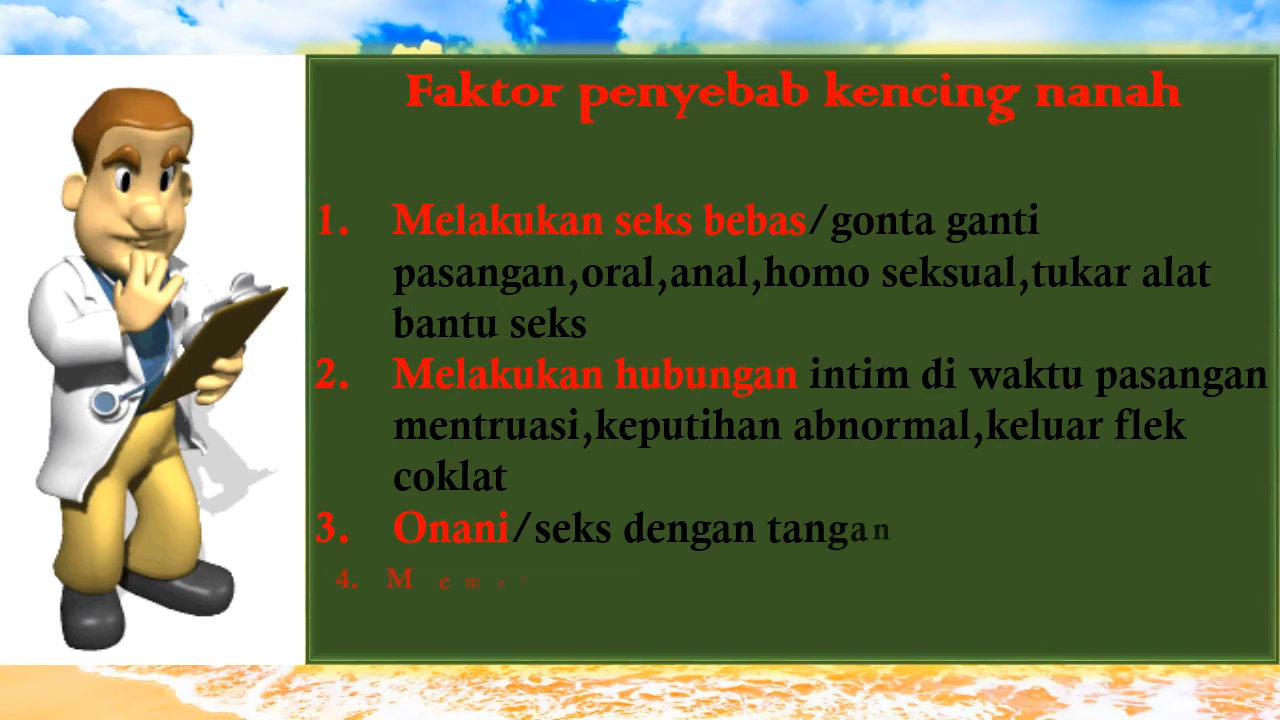 Faktor penyebab kencing nanah
1. Melakukan seks bebas/gonta ganti
pasangan,oral,anal,homo seksual,tukar alat
bantu seks
2. Melakukan hubungan intim di waktu pasangan
mentruasi,keputihan abnormal,keluar flek
coklat
3. Onani/seks dengan tangan
4.